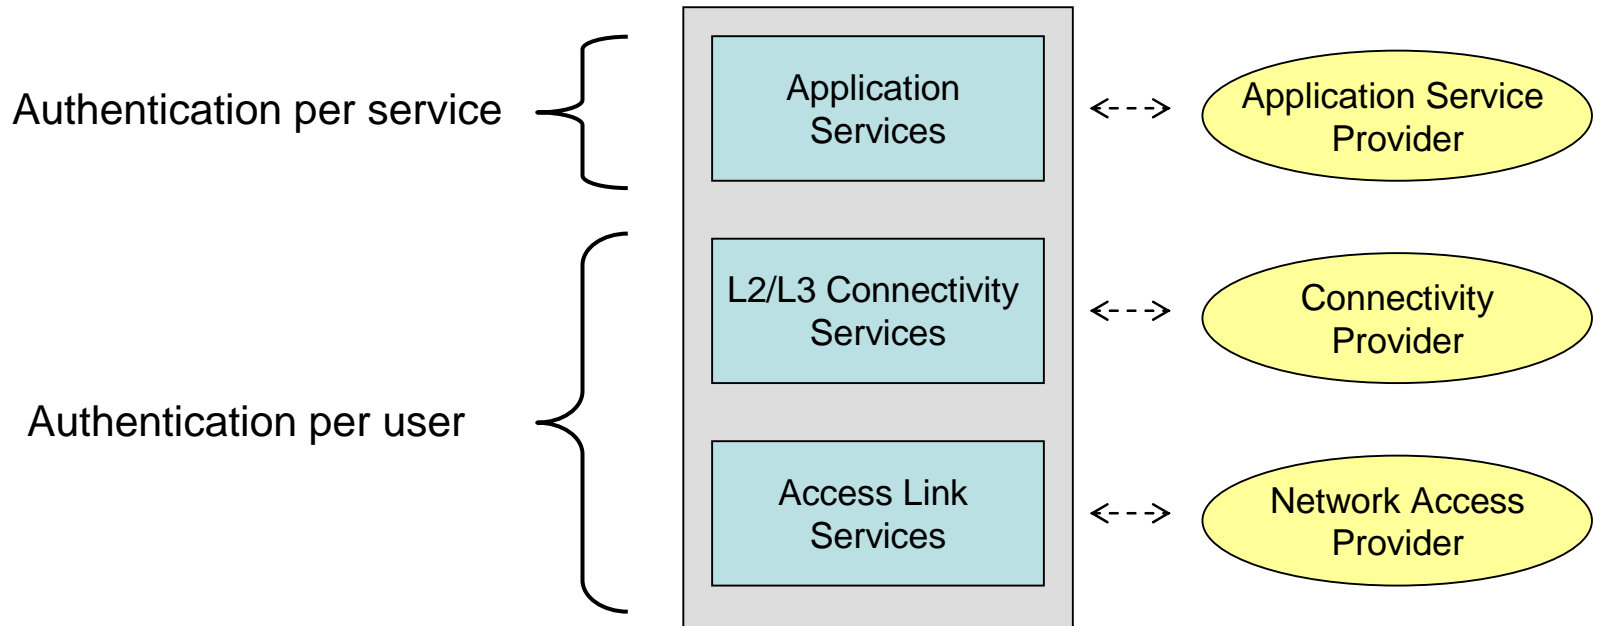 Authentication per service
Application
Services
Application Service
Provider
L2/L3 Connectivity
Services
Connectivity
Provider
Authentication per user
Access Link
Services
Network Access
Provider